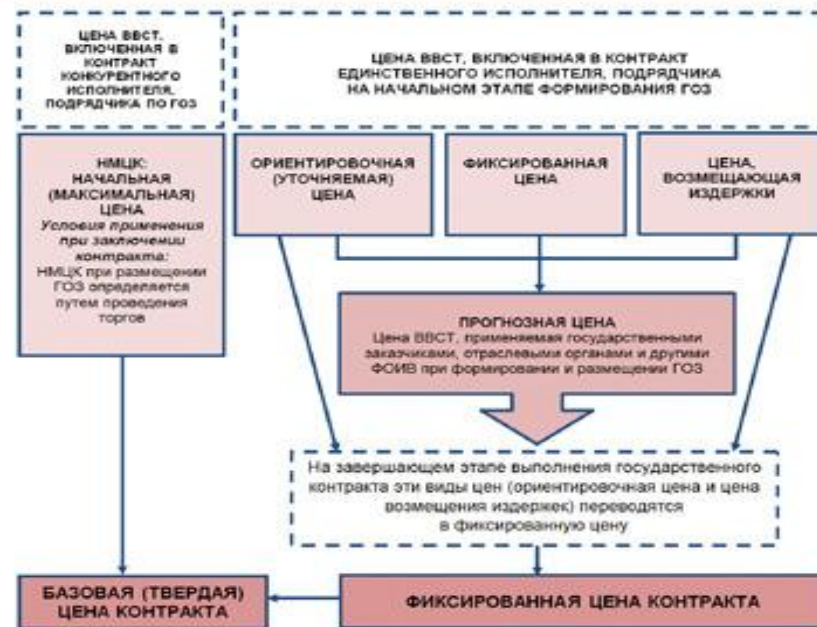 ЦЕНА ВВСТ,
ВКЛЮЧЕННАЯ В
КОНТРАКТ
КОНКУРЕНТНОГО
ИСПОЛНИТЕЛЯ,
ПОДРЯДЧИКА ПО ГОЗ
ЦЕНА ВВСТ, ВКЛЮЧЕННАЯ В КОНТРАКТ
ЕДИНСТВЕННОГО ИСПОЛНИТЕЛЯ, ПОДРЯДЧИКА
НА НАЧАЛЬНОМ ЭТАПЕ ФОРМИРОВАНИЯ ГОЗ
НМЦК:
НАЧАЛЬНАЯ
(МАКСИМАЛЬНАЯ)
ЦЕНА
Условия применения
при заключении
контракта:
НМЦК при размещении
ГОЗ определяется
путем проведения
торгов
ОРИЕНТИРОВОЧНАЯ
(УТОЧНЯЕМАЯ)
ЦЕНА
ФИКСИРОВАННАЯ
ЦЕНА
ЦЕНА,
ВОЗМЕЩАЮЩАЯ
ИЗДЕРЖКИ
ПРОГНОЗНАЯ ЦЕНА
Цена ВВСТ, применяемая государственными
заказчиками, отраслевыми органами и другими
ФОИВ при формировании и размещении ГОЗ
На завершающем этапе выполнения государственного
контракта эти виды цен (ориентировочная цена и цена
возмещения издержек) переводятся
в фиксированную цену
БАЗОВАЯ (ТВЕРДАЯ)
ЦЕНА КОНТРАКТА
ФИКСИРОВАННАЯ ЦЕНА КОНТРАКТА